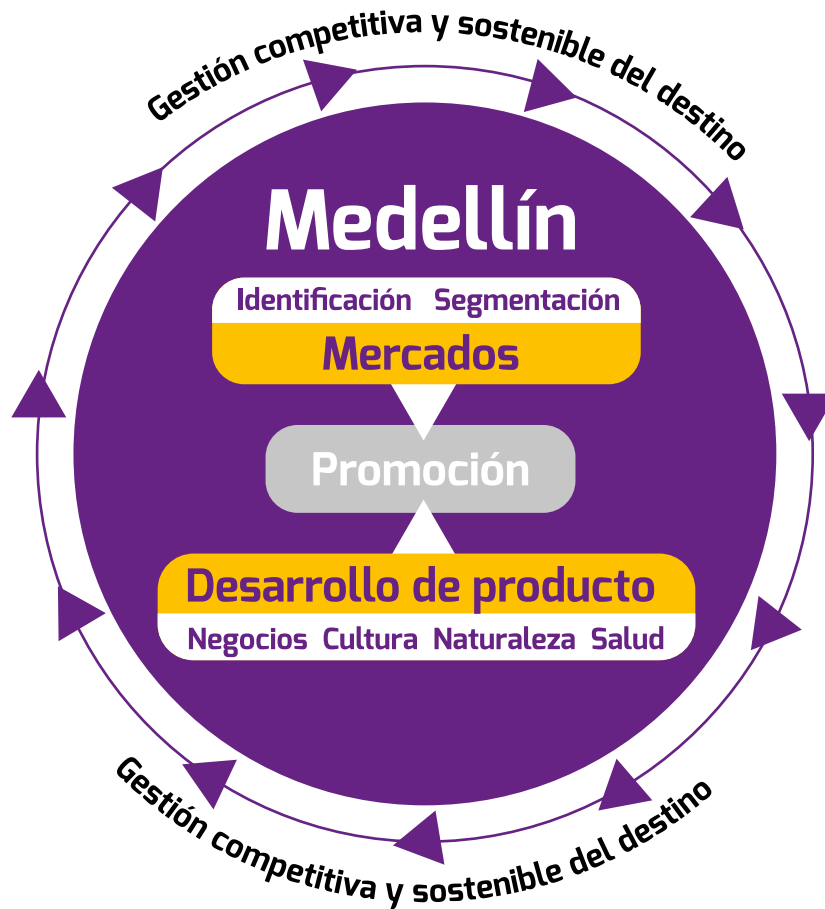 Gestión competitiva y sostenible del destino
Medellín
Identificación Segmentación
Mercados
Promoción
Desarrollo de producto
Negocios Cultura Naturaleza Salud
Gestión competitiva y sostenible del destino